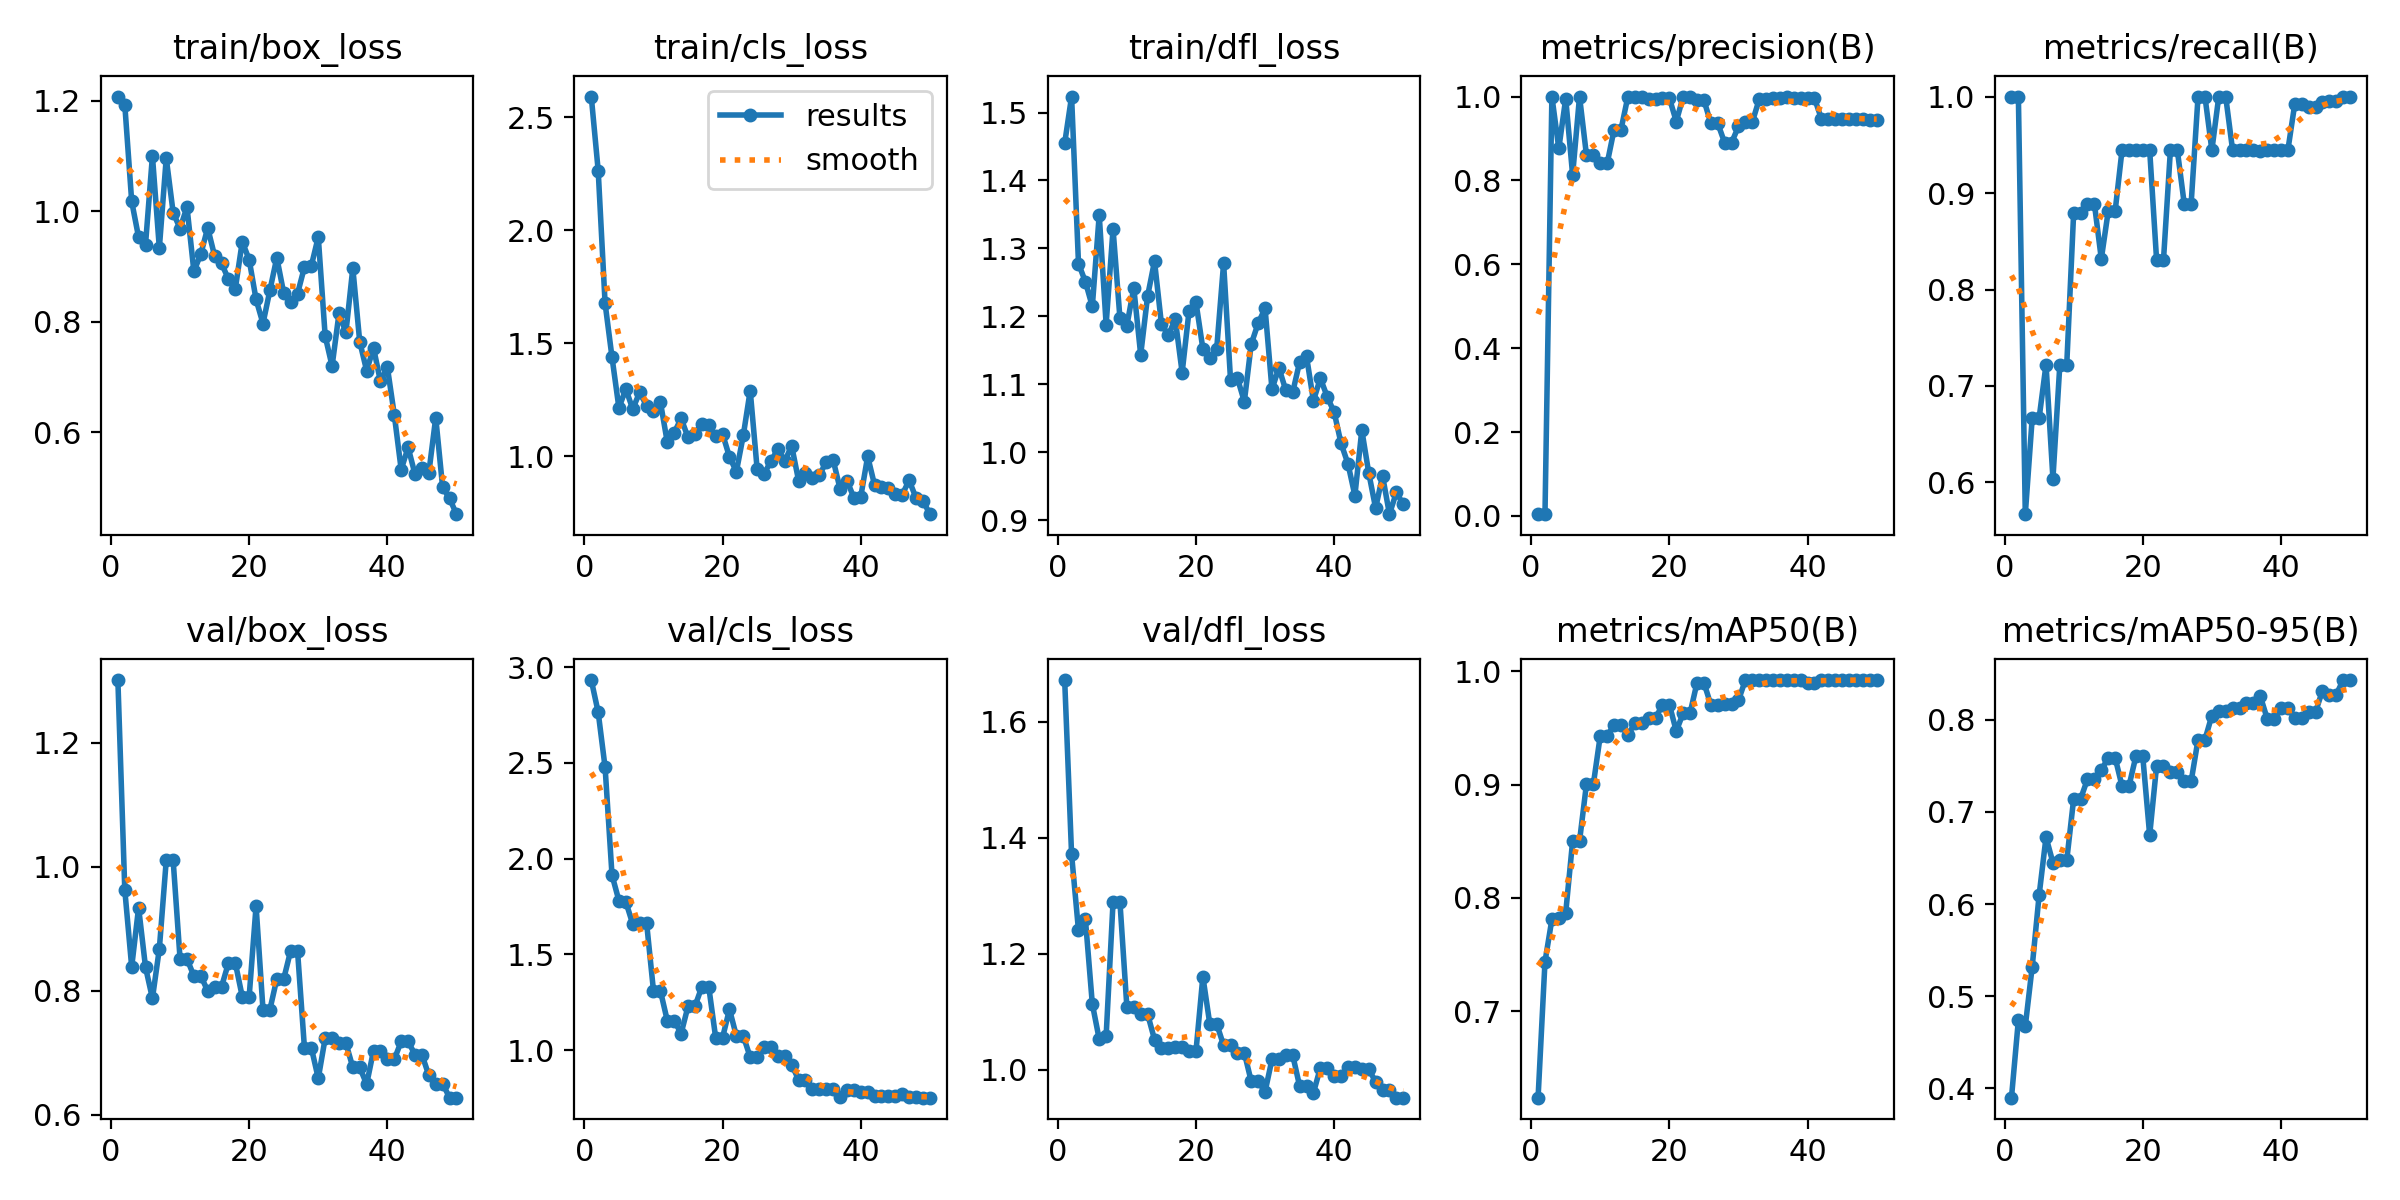 train/box_loss
train/cls_loss
train/dfl_loss
metrics/precision(B)
metrics/recall(B)
1.2
1.0
0.8
0.6
0 20 40
2.5
2.0
1.5
1.0
results
smooth
0 20 40
1.5
1.4
1.3
1.2
1.1
1.0
0.9
0 20 40
1.0
0.8
0.6
0.4
0.2
0.0
0 20 40
1.0
0.9
0.8
0.7
0.6
0 20 40
val/box_loss
val/cls_loss
val/dfl_loss
metrics/mAP50(B)
metrics/mAP50-95(B)
1.2
1.0
0.8
0.6
0 20 40
3.0
2.5
2.0
1.5
1.0
0 20 40
1.6
1.4
1.2
1.0
0 20 40
1.0
0.9
0.8
0.7
0 20 40
0.8
0.7
0.6
0.5
0.4
0 20 40